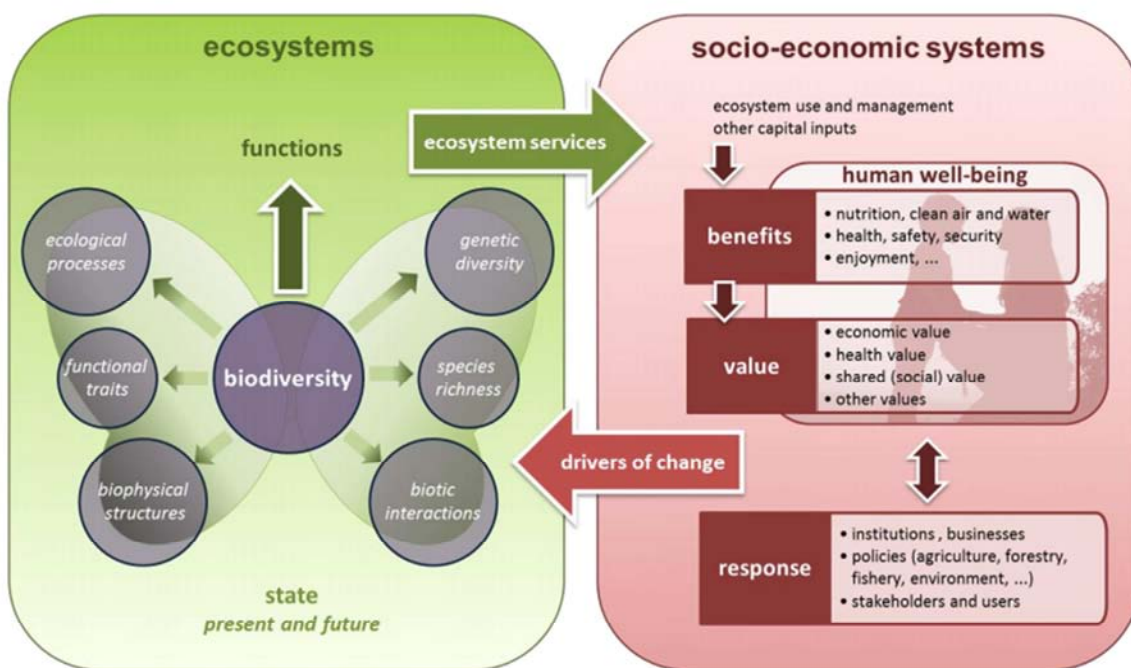 ecosystems
functions
ecological
processes
genetic
diversity
functional
traits
biodiversity
species
richness
biophysical
structures
biotic
interactions
state
present and future
ecosystem services
drivers of change
socio-economic systems
ecosystem use and management
other capital inputs
human well-being
benefits
• nutrition, clean air and water
• health, safety, security
• enjoyment, ...
value
• economic value
• health value
• shared (social) value
• other values
response
• institutions , businesses
• policies (agriculture, forestry,
fishery, environment, ...)
• stakeholders and users